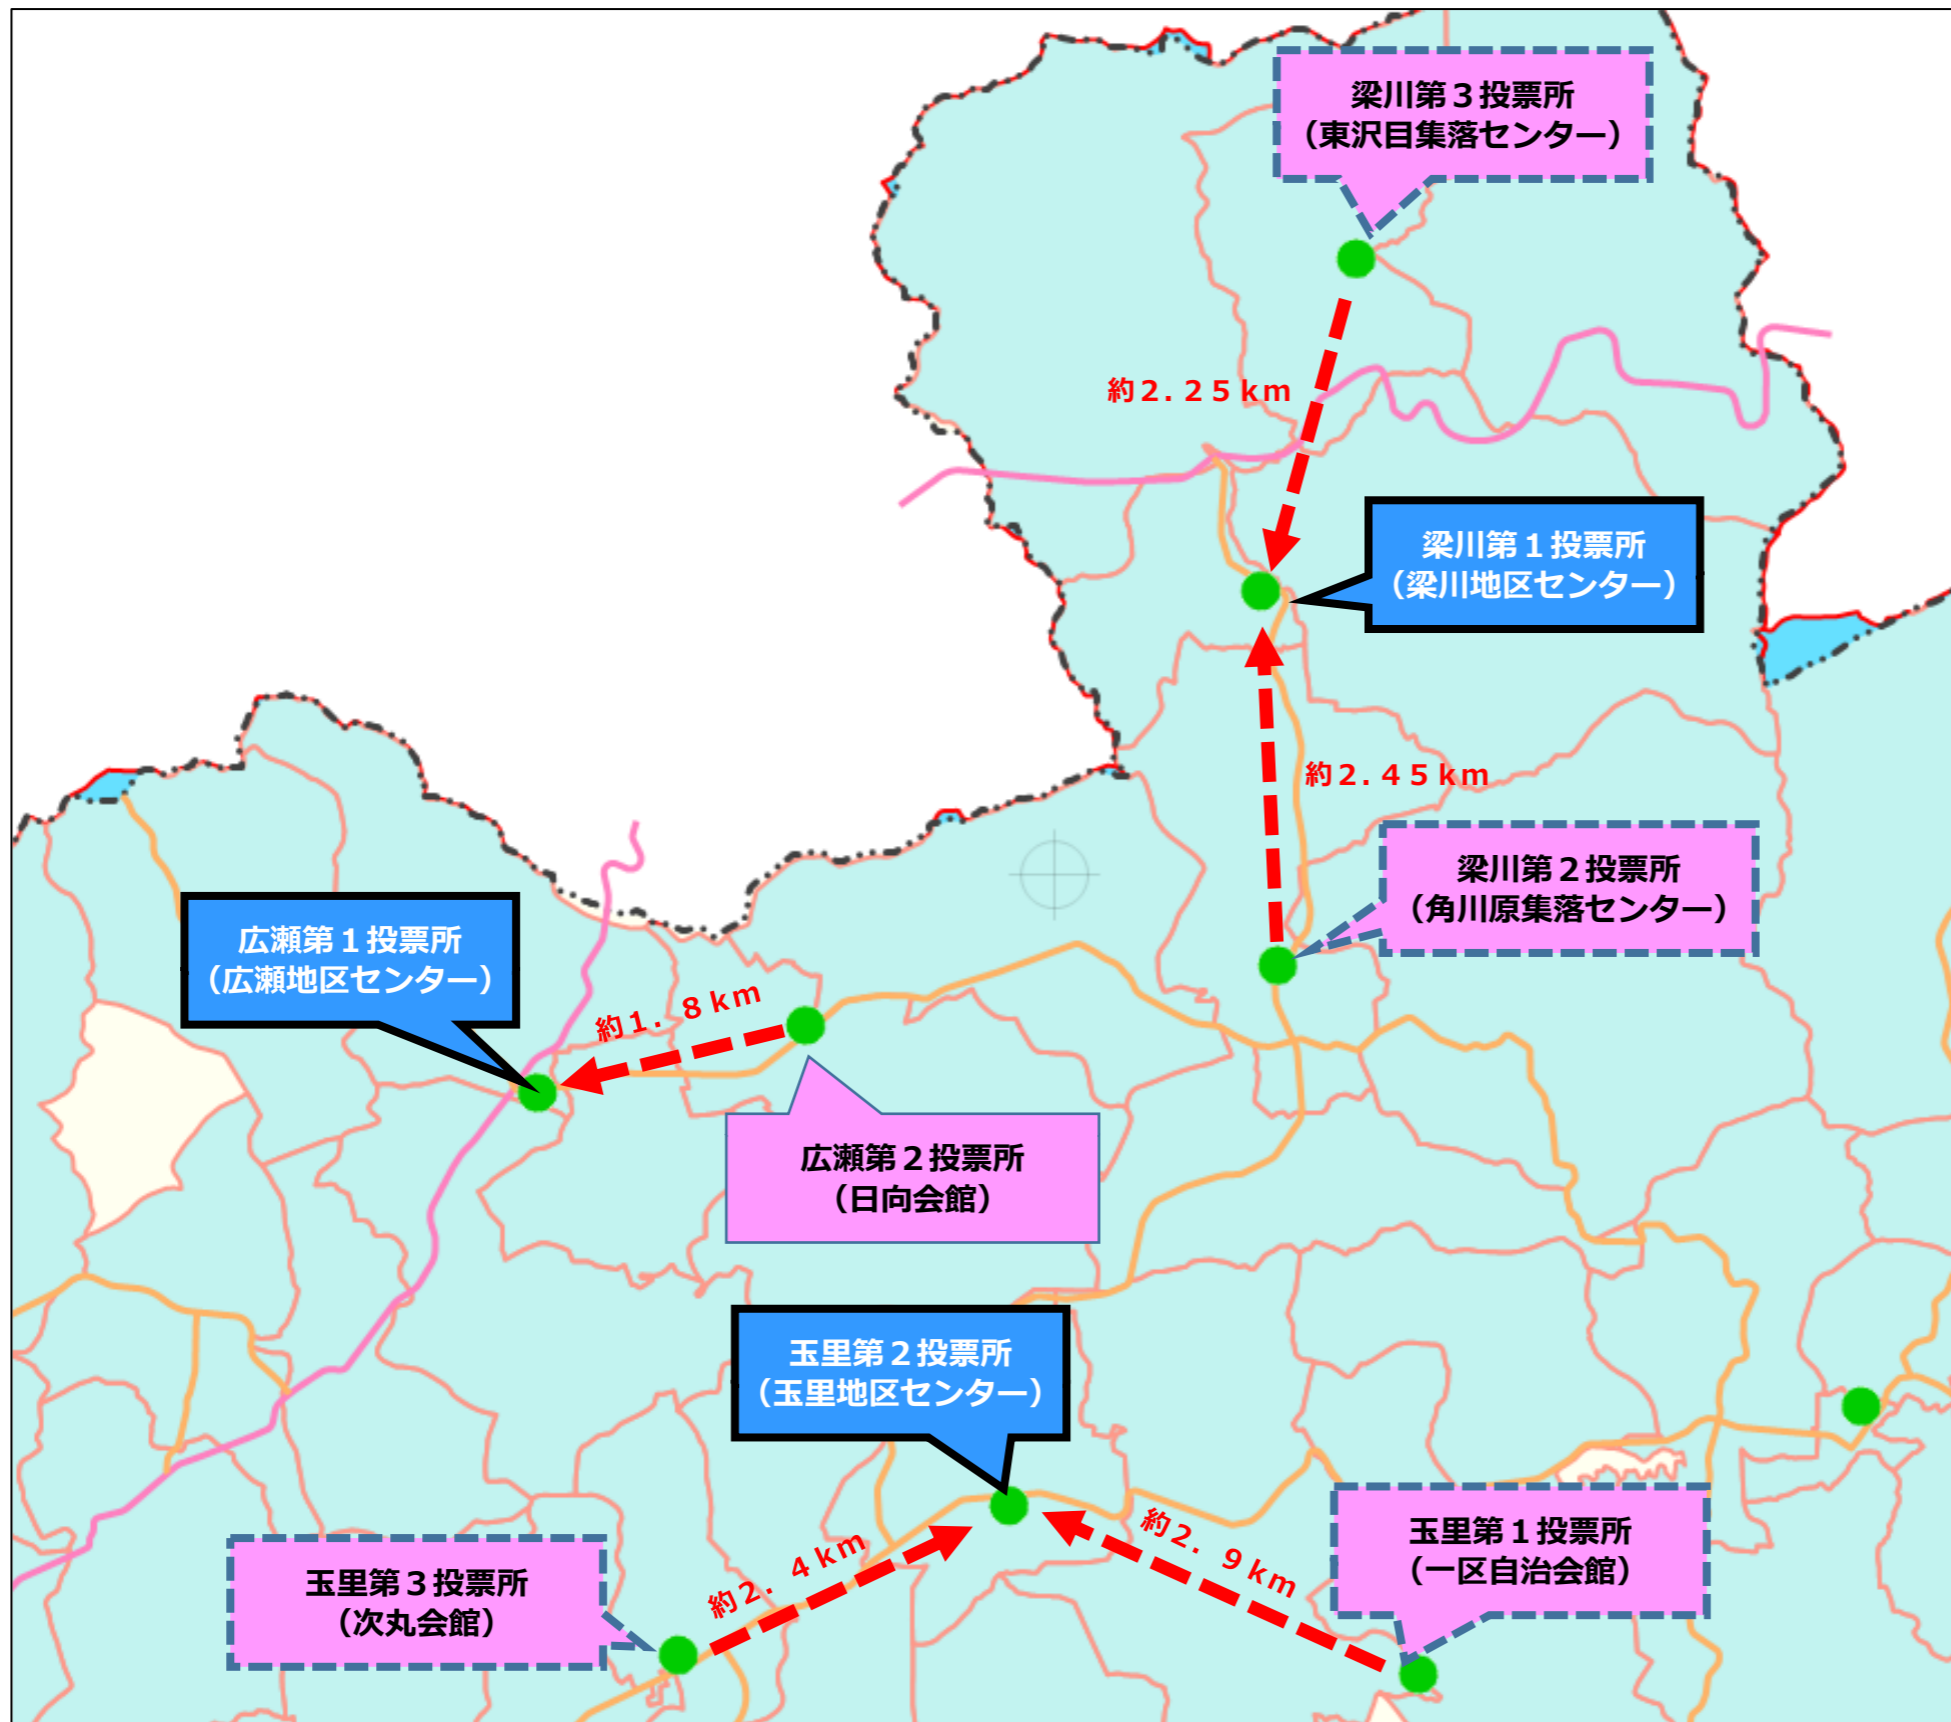 梁川第３投票所
（東沢目集落センター）
約２．２５ｋｍ
梁川第１投票所
（梁川地区センター）
約２．４５ｋｍ
梁川第２投票所
（角川原集落センター）
広瀬第１投票所
（広瀬地区センター）
約１．８ｋｍ
広瀬第２投票所
（日向会館）
玉里第２投票所
（玉里地区センター）
約２．４ｋｍ
約２．９ｋｍ
玉里第１投票所
（一区自治会館）
玉里第３投票所
（次丸会館）